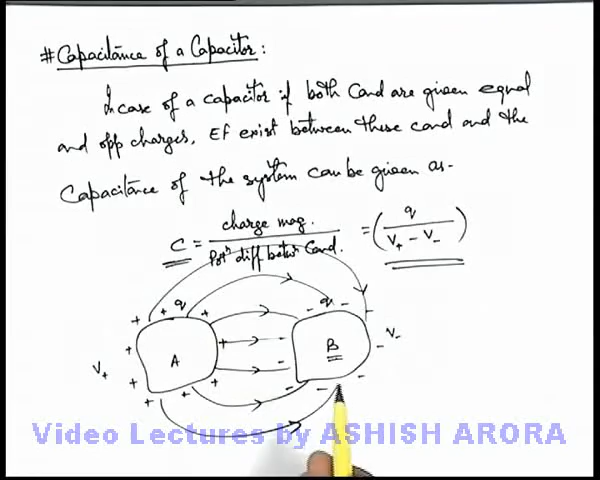 # Capacitance of a Capacitor :
In case of a capacitor if both Cond are given equal
and opp charges, EF exist between these cond and the
Capacitance of the system can be given as-
C = charge mag. / Potn diff betwn Cond. = ( q / V+ - V- )
+ + q + - q - -
+ + - -
V+ A B V-
+ + - -
+ + - - -
Video Lectures by ASHISH ARORA